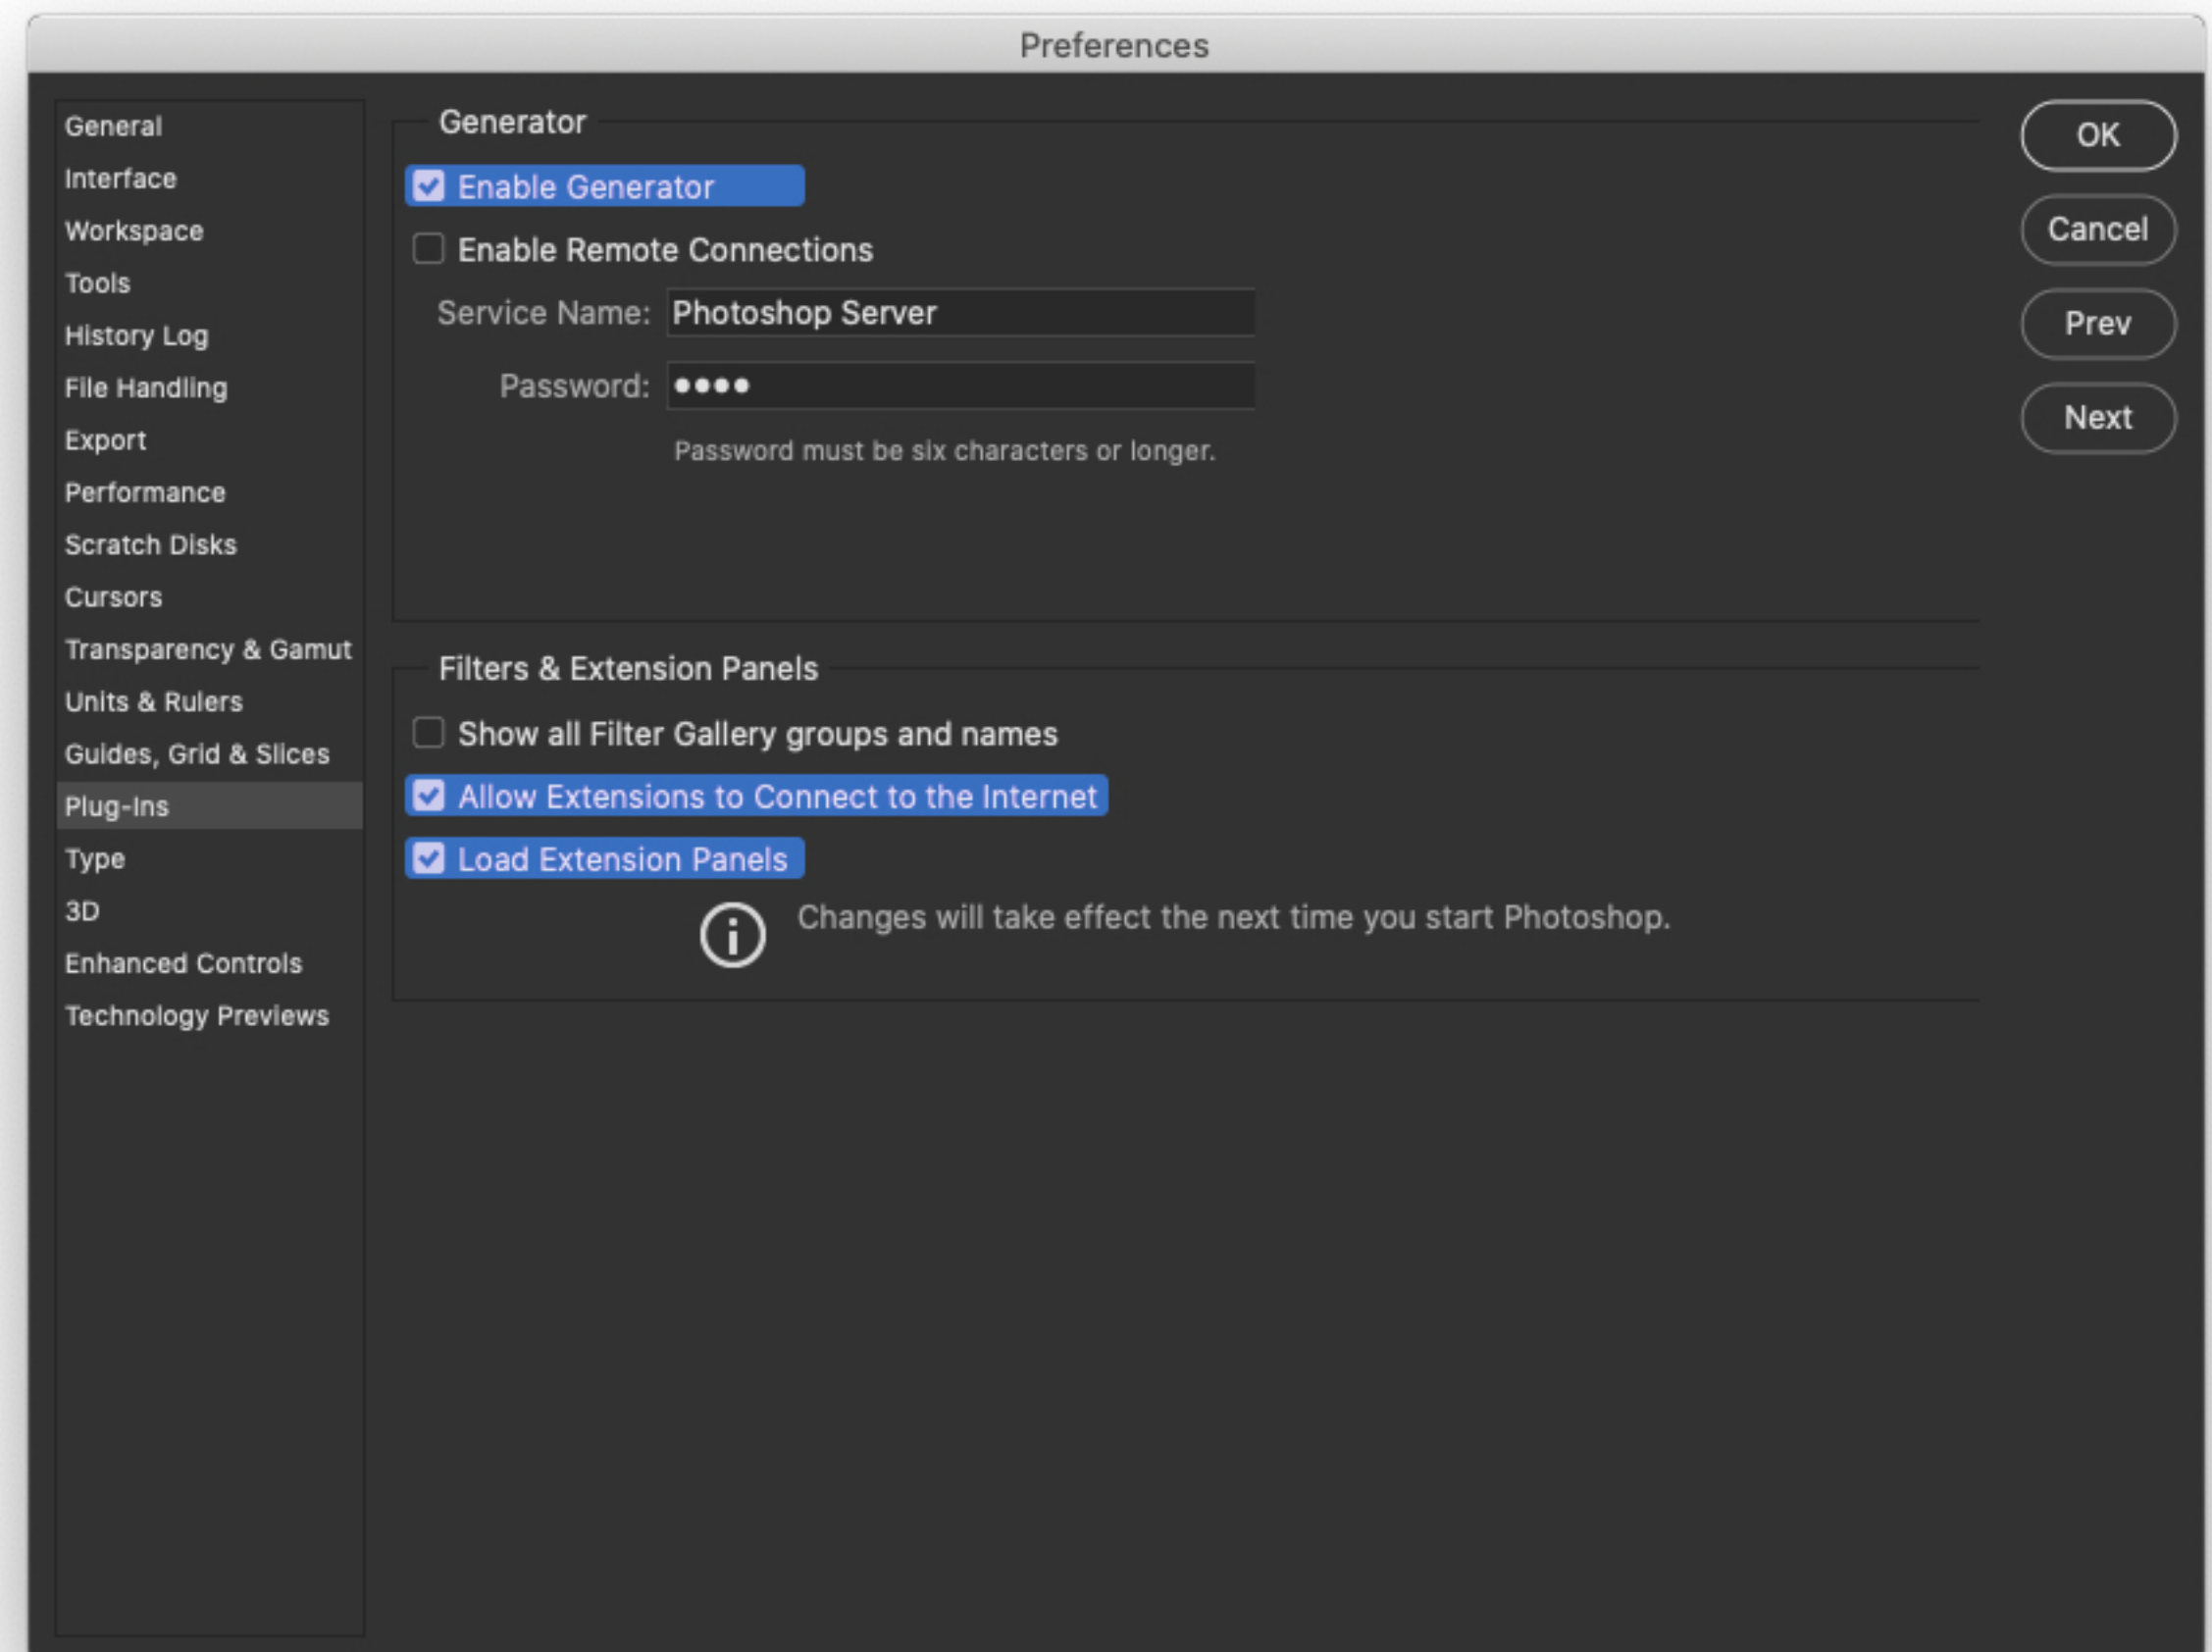 Preferences
General
Interface
Workspace
Tools
History Log
File Handling
Export
Performance
Scratch Disks
Cursors
Transparency & Gamut
Units & Rulers
Guides, Grid & Slices
Plug-Ins
Type
3D
Enhanced Controls
Technology Previews
Generator
Enable Generator
Enable Remote Connections
Service Name: Photoshop Server
Password: ●●●●
Password must be six characters or longer.
Filters & Extension Panels
Show all Filter Gallery groups and names
Allow Extensions to Connect to the Internet
Load Extension Panels
Changes will take effect the next time you start Photoshop.
OK
Cancel
Prev
Next